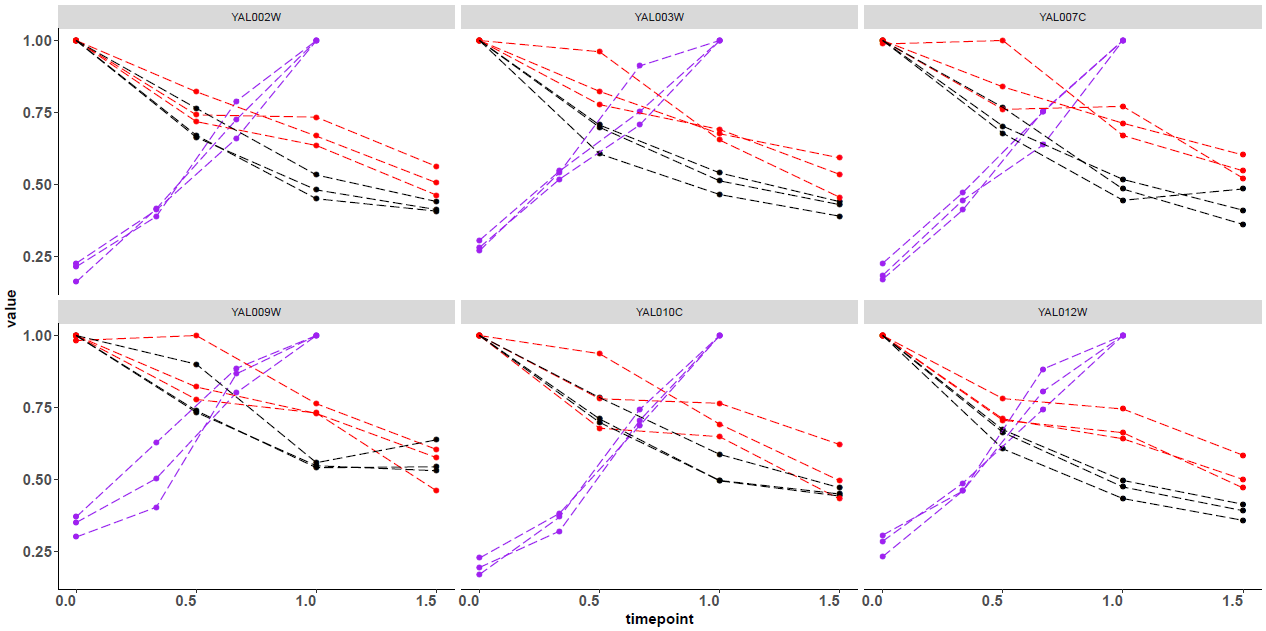 YAL002W YAL003W YAL007C
1.00
0.75
0.50
0.25
YAL009W YAL010C YAL012W
1.00
0.75
0.50
0.25
0.0 0.5 1.0 1.5 0.0 0.5 1.0 1.5 0.0 0.5 1.0 1.5
timepoint
value